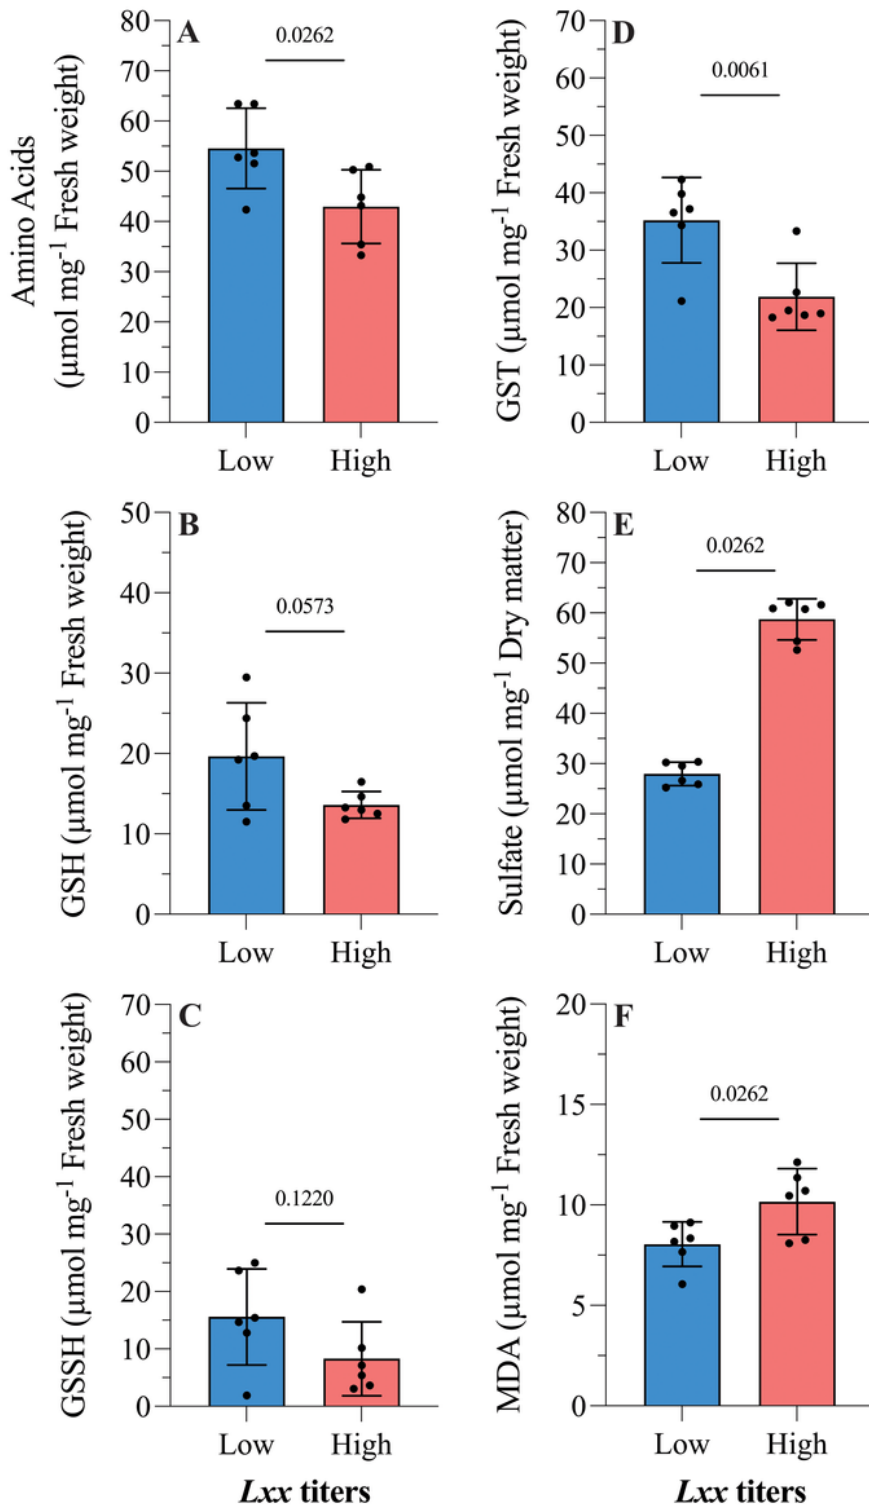 A
0.0262
Amino Acids
(µmol mg⁻¹ Fresh weight)
80
70
60
50
40
30
20
10
0
Low High
D
0.0061
GST (µmol mg⁻¹ Fresh weight)
70
60
50
40
30
20
10
0
Low High
B
0.0573
GSH (µmol mg⁻¹ Fresh weight)
50
40
30
20
10
0
Low High
E
0.0262
Sulfate (µmol mg⁻¹ Dry matter)
80
70
60
50
40
30
20
10
0
Low High
C
0.1220
GSSH (µmol mg⁻¹ Fresh weight)
70
60
50
40
30
20
10
0
Low High
Lxx titers
F
0.0262
MDA (µmol mg⁻¹ Fresh weight)
20
15
10
5
0
Low High
Lxx titers